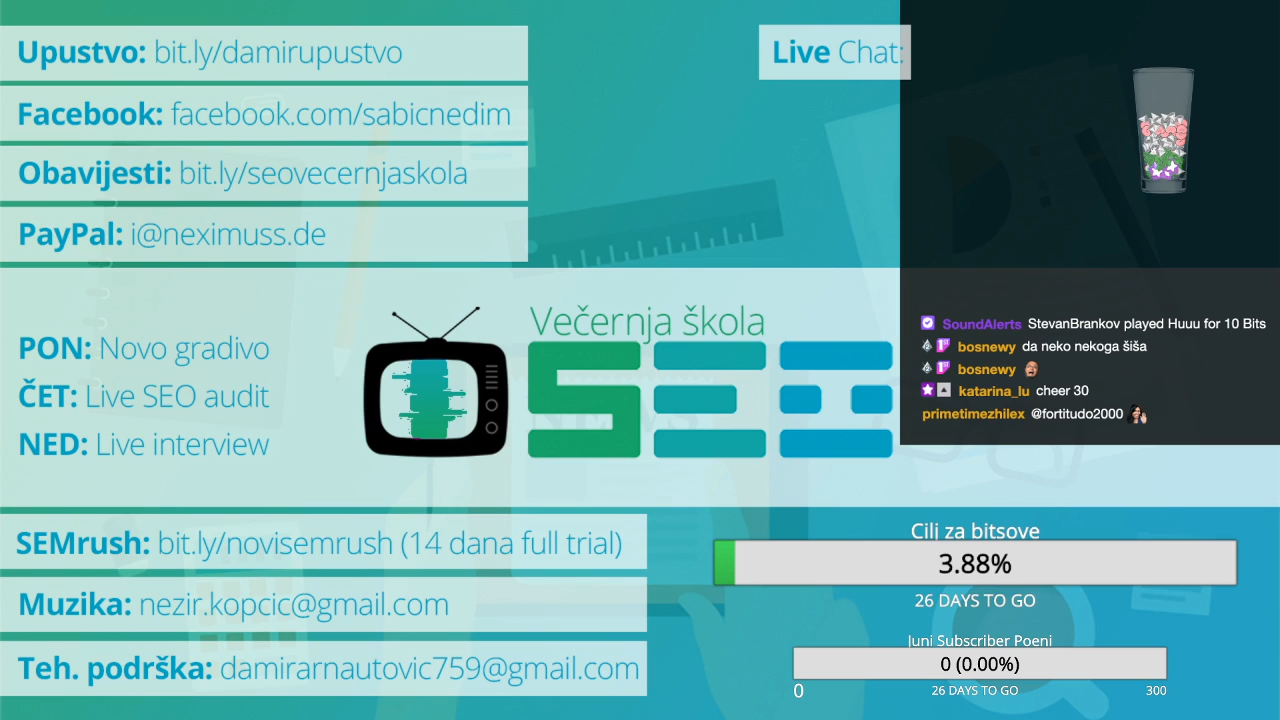 Upustvo: bit.ly/damirupustvo
Live Chat:
Facebook: facebook.com/sabicnedim
Obavijesti: bit.ly/seovecernjaskola
PayPal: i@neximuss.de
PON: Novo gradivo
ČET: Live SEO audit
NED: Live interview
Večernja škola
SEO
SoundAlerts StevanBrankov played Huuu for 10 Bits
bosnewy da neko nekoga šiša
bosnewy
katarina_lu cheer 30
primetimezhilex @fortitudo2000
SEMrush: bit.ly/novisemrush (14 dana full trial)
Muzika: nezir.kopcic@gmail.com
Teh. podrška: damirarnautovic759@gmail.com
Cilj za bitsove
3.88%
26 DAYS TO GO
Juni Subscriber Poeni
0 (0.00%)
0 26 DAYS TO GO 300